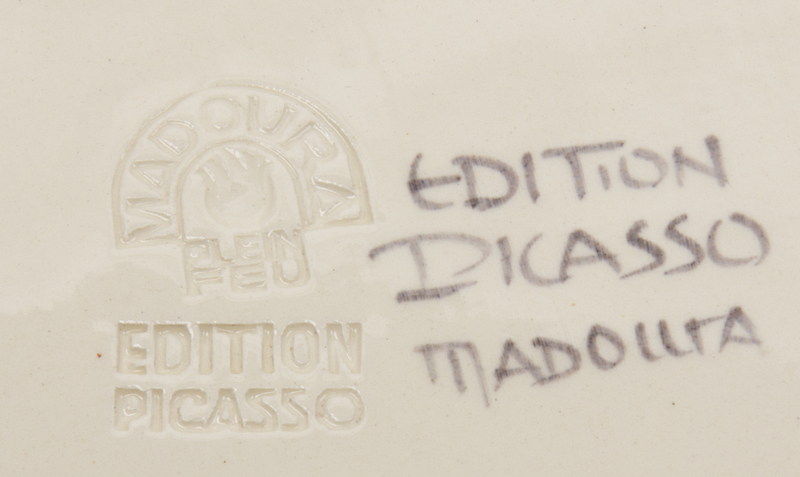 MADOURA
PLEIN
FEU
EDITION
PICASSO
EDITION
PICASSO
MADOURA